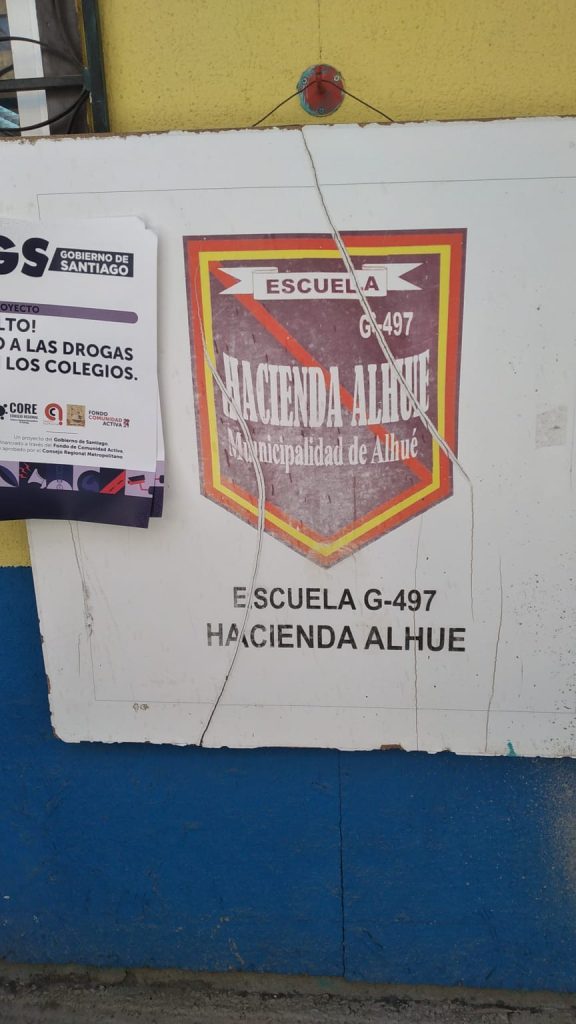 GS
GOBIERNO DE
SANTIAGO
OYECTO
LTO!
O A LAS DROGAS
N LOS COLEGIOS.
CORE
FONDO
COMUNIDAD
ACTIVA
Un proyecto del Gobierno de Santiago,
financiado a través del Fondo de Comunidad Activa,
aprobado por el Consejo Regional Metropolitano
ESCUELA
G-497
HACIENDA ALHUE
Municipalidad de Alhué
ESCUELA G-497
HACIENDA ALHUE